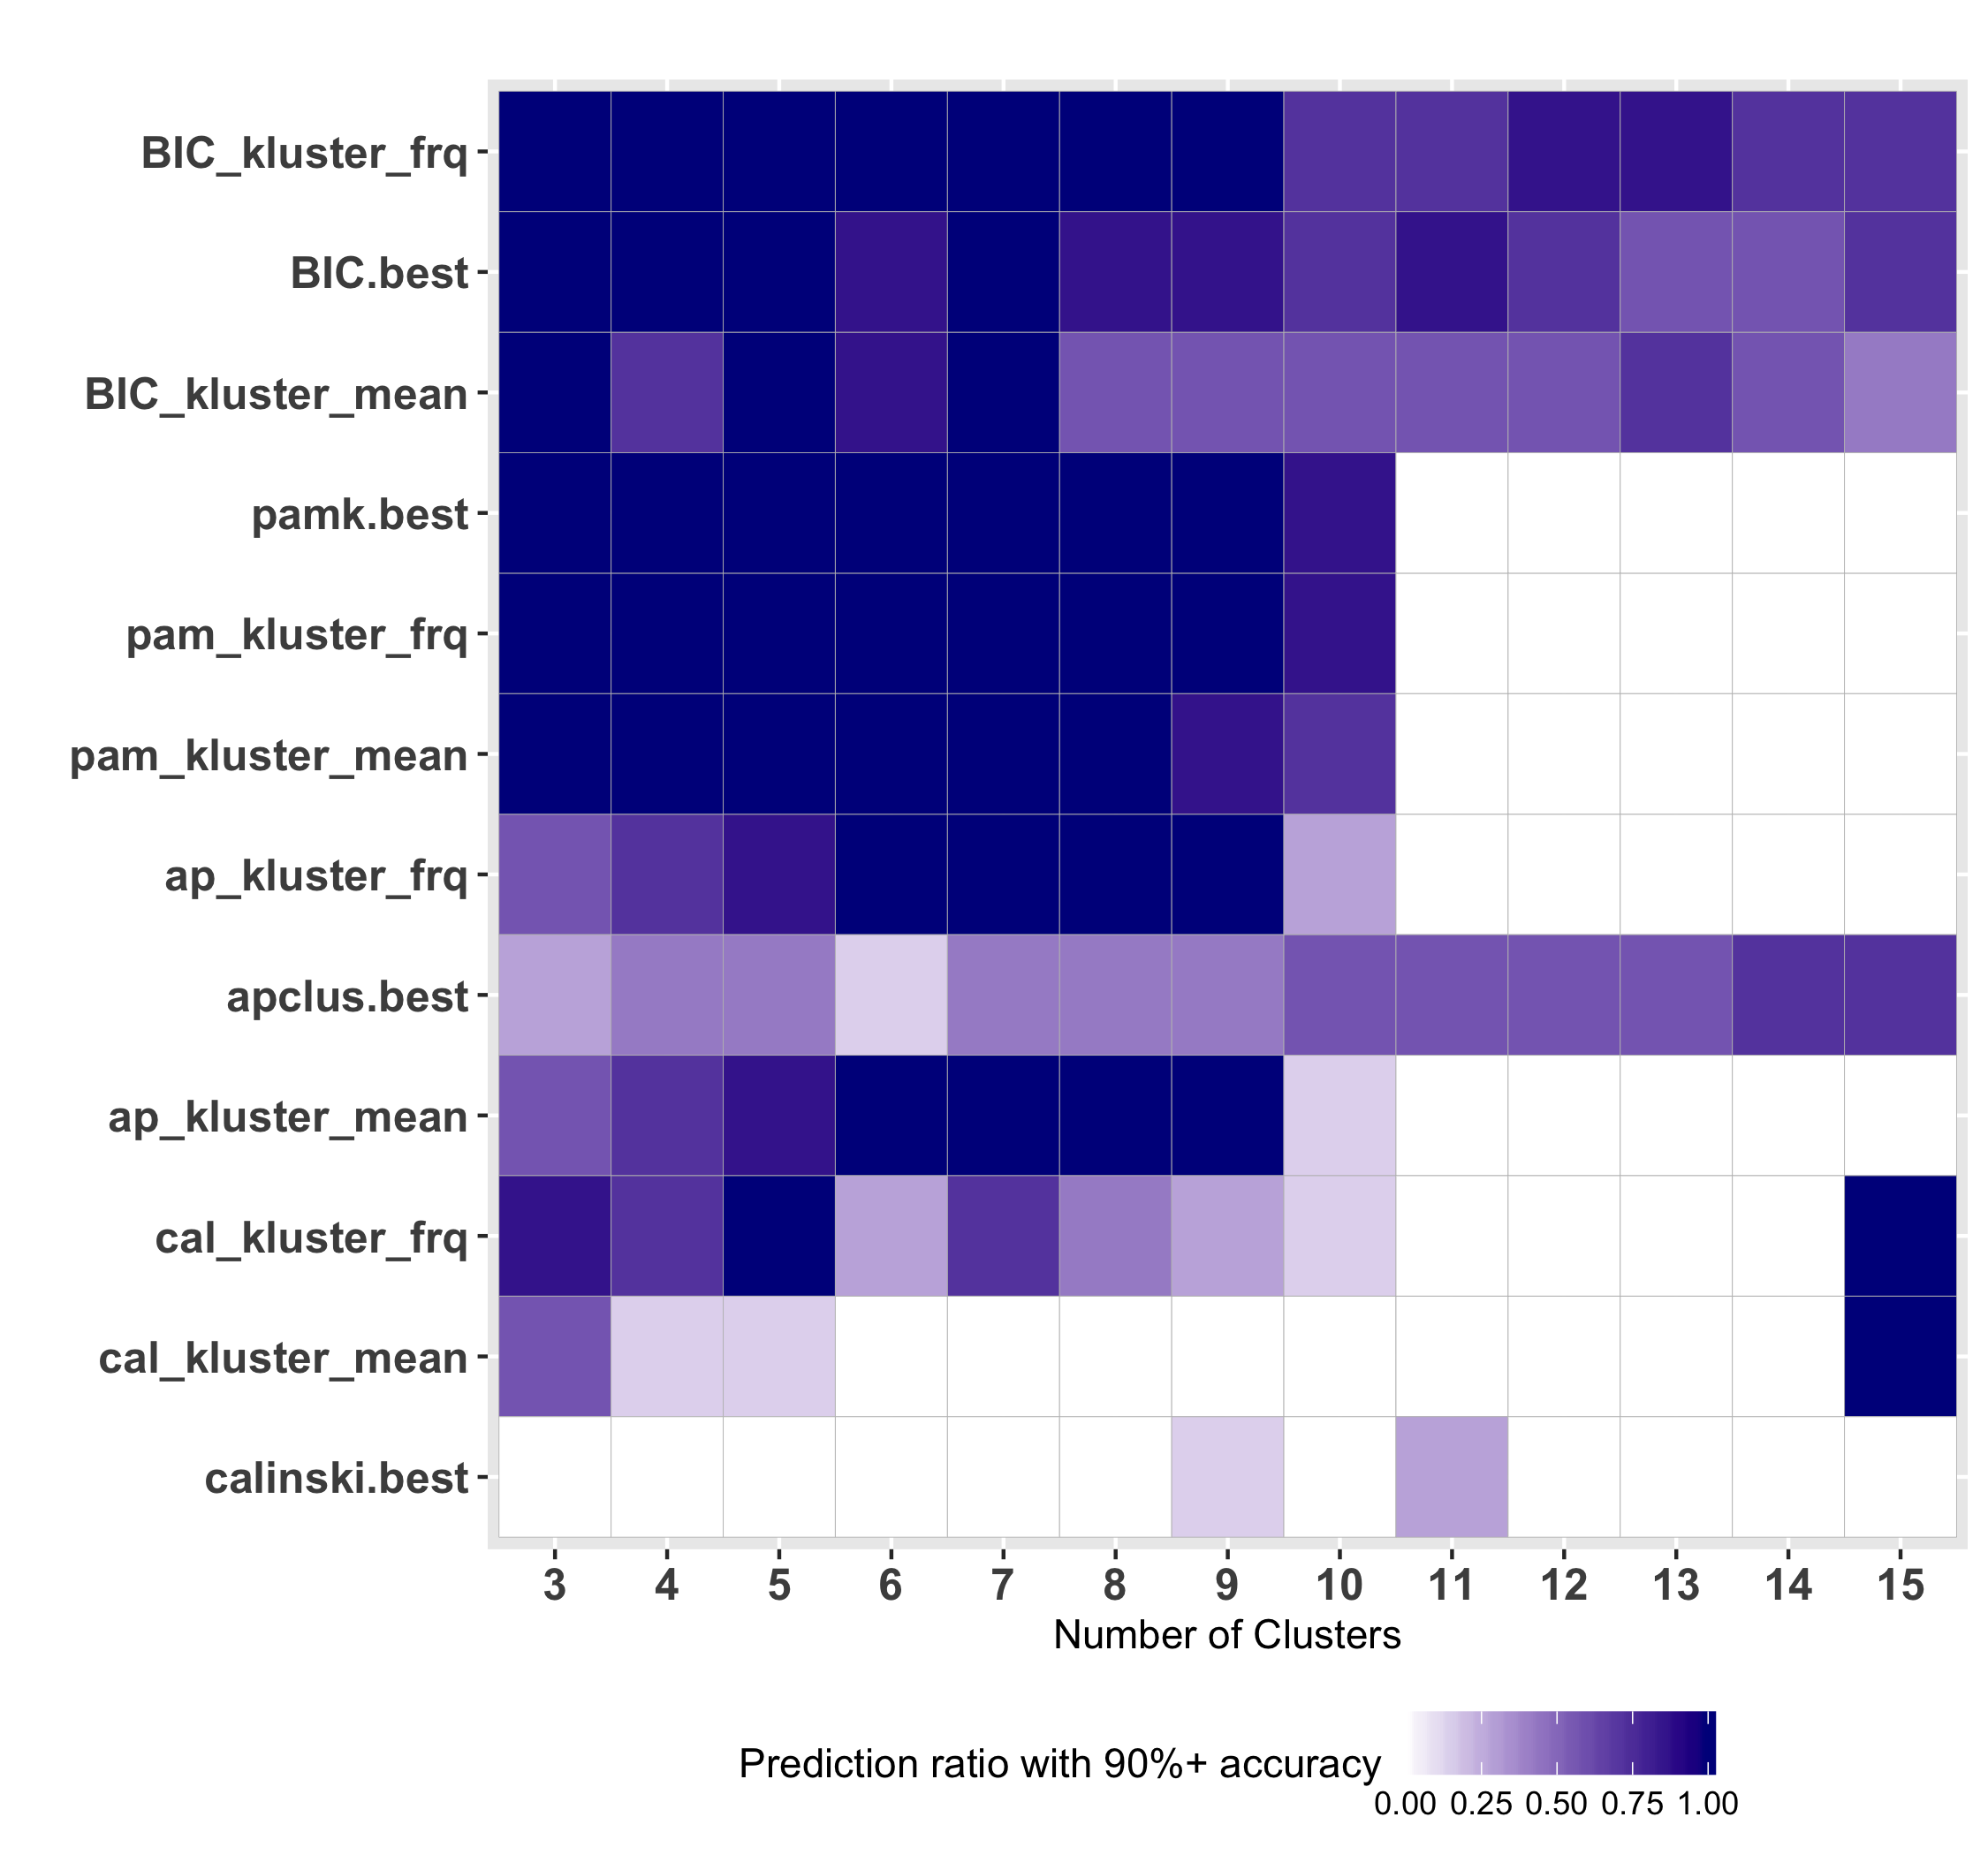 BIC_kluster_frq
BIC.best
BIC_kluster_mean
pamk.best
pam_kluster_frq
pam_kluster_mean
ap_kluster_frq
apclus.best
ap_kluster_mean
cal_kluster_frq
cal_kluster_mean
calinski.best
3 4 5 6 7 8 9 10 11 12 13 14 15
Number of Clusters
Prediction ratio with 90%+ accuracy
0.00 0.25 0.50 0.75 1.00